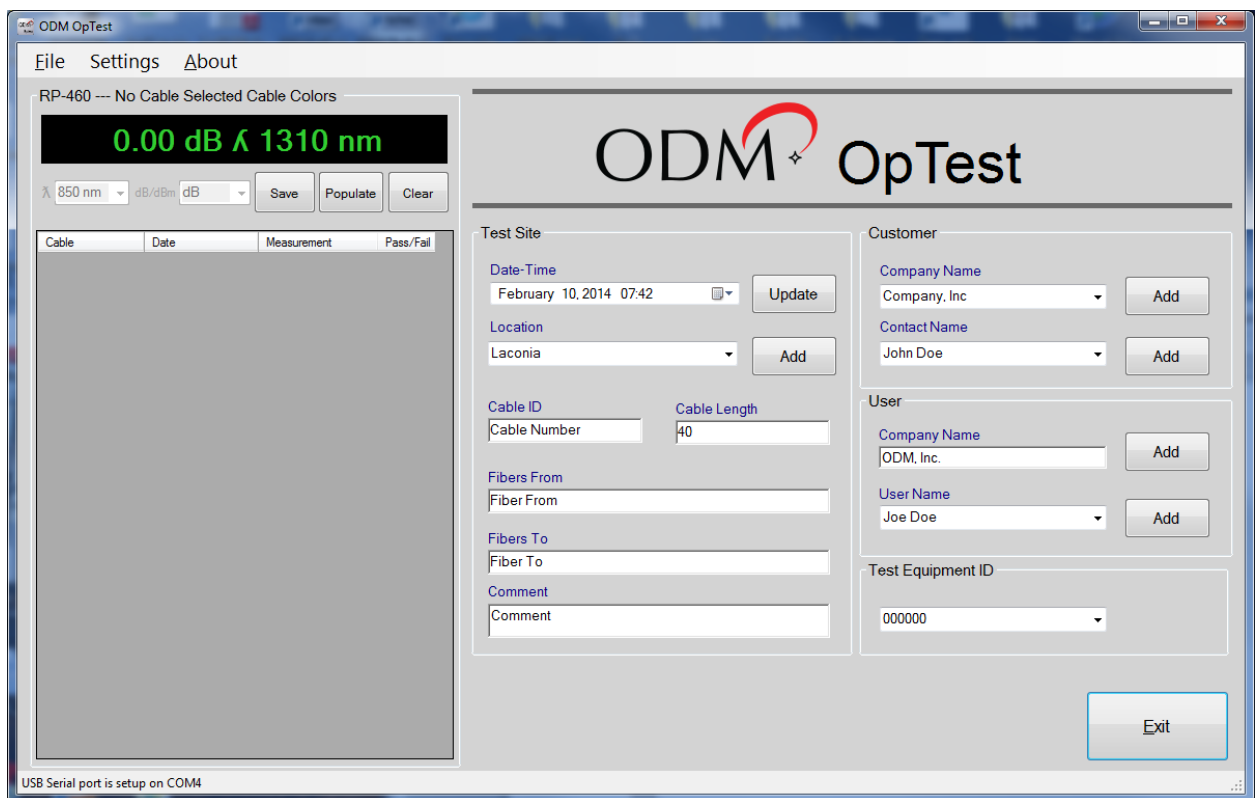 ODM OpTest
File Settings About
RP-460 --- No Cable Selected Cable Colors
0.00 dB ʎ 1310 nm
λ 850 nm dB/dBm dB Save Populate Clear
Cable Date Measurement Pass/Fail
ODM OpTest
Test Site
Date-Time
February 10, 2014 07:42 Update
Location
Laconia Add
Cable ID Cable Length
Cable Number 40
Fibers From
Fiber From
Fibers To
Fiber To
Comment
Comment
Customer
Company Name
Company, Inc Add
Contact Name
John Doe Add
User
Company Name
ODM, Inc. Add
User Name
Joe Doe Add
Test Equipment ID
000000
Exit
USB Serial port is setup on COM4